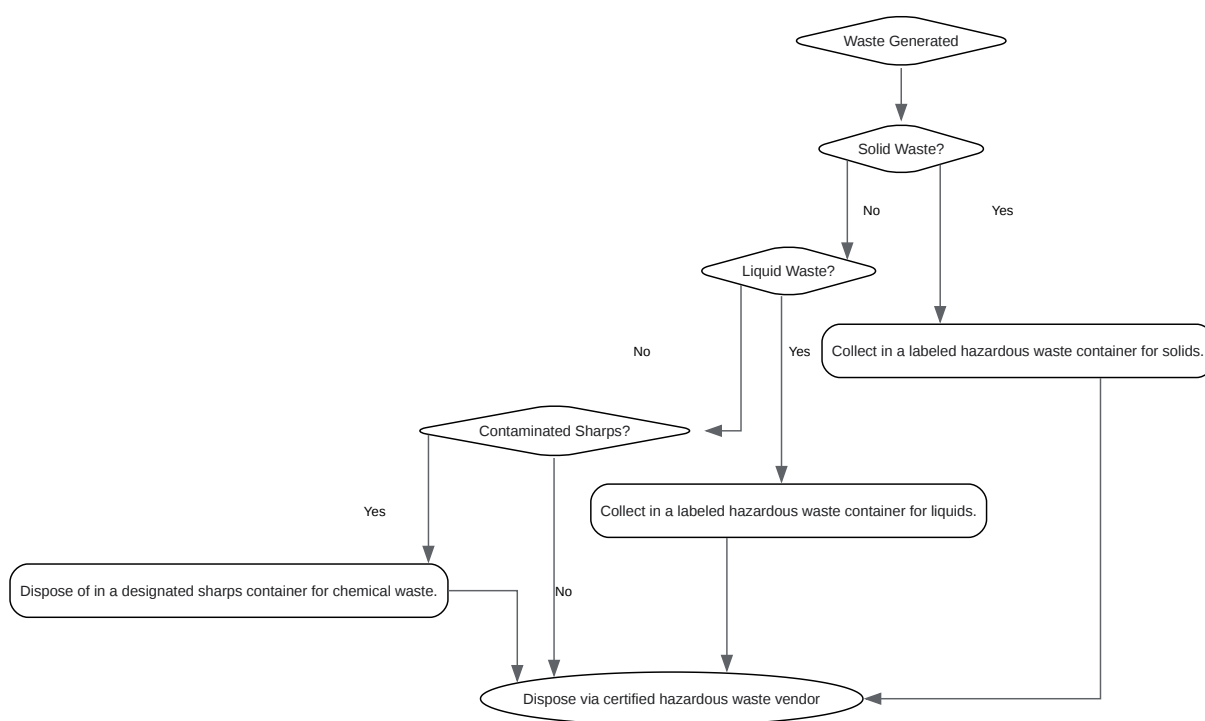 Waste Generated
Solid Waste?
No
Yes
Liquid Waste?
No
Yes
Collect in a labeled hazardous waste container for solids.
Contaminated Sharps?
Yes
Collect in a labeled hazardous waste container for liquids.
Dispose of in a designated sharps container for chemical waste.
No
Dispose via certified hazardous waste vendor